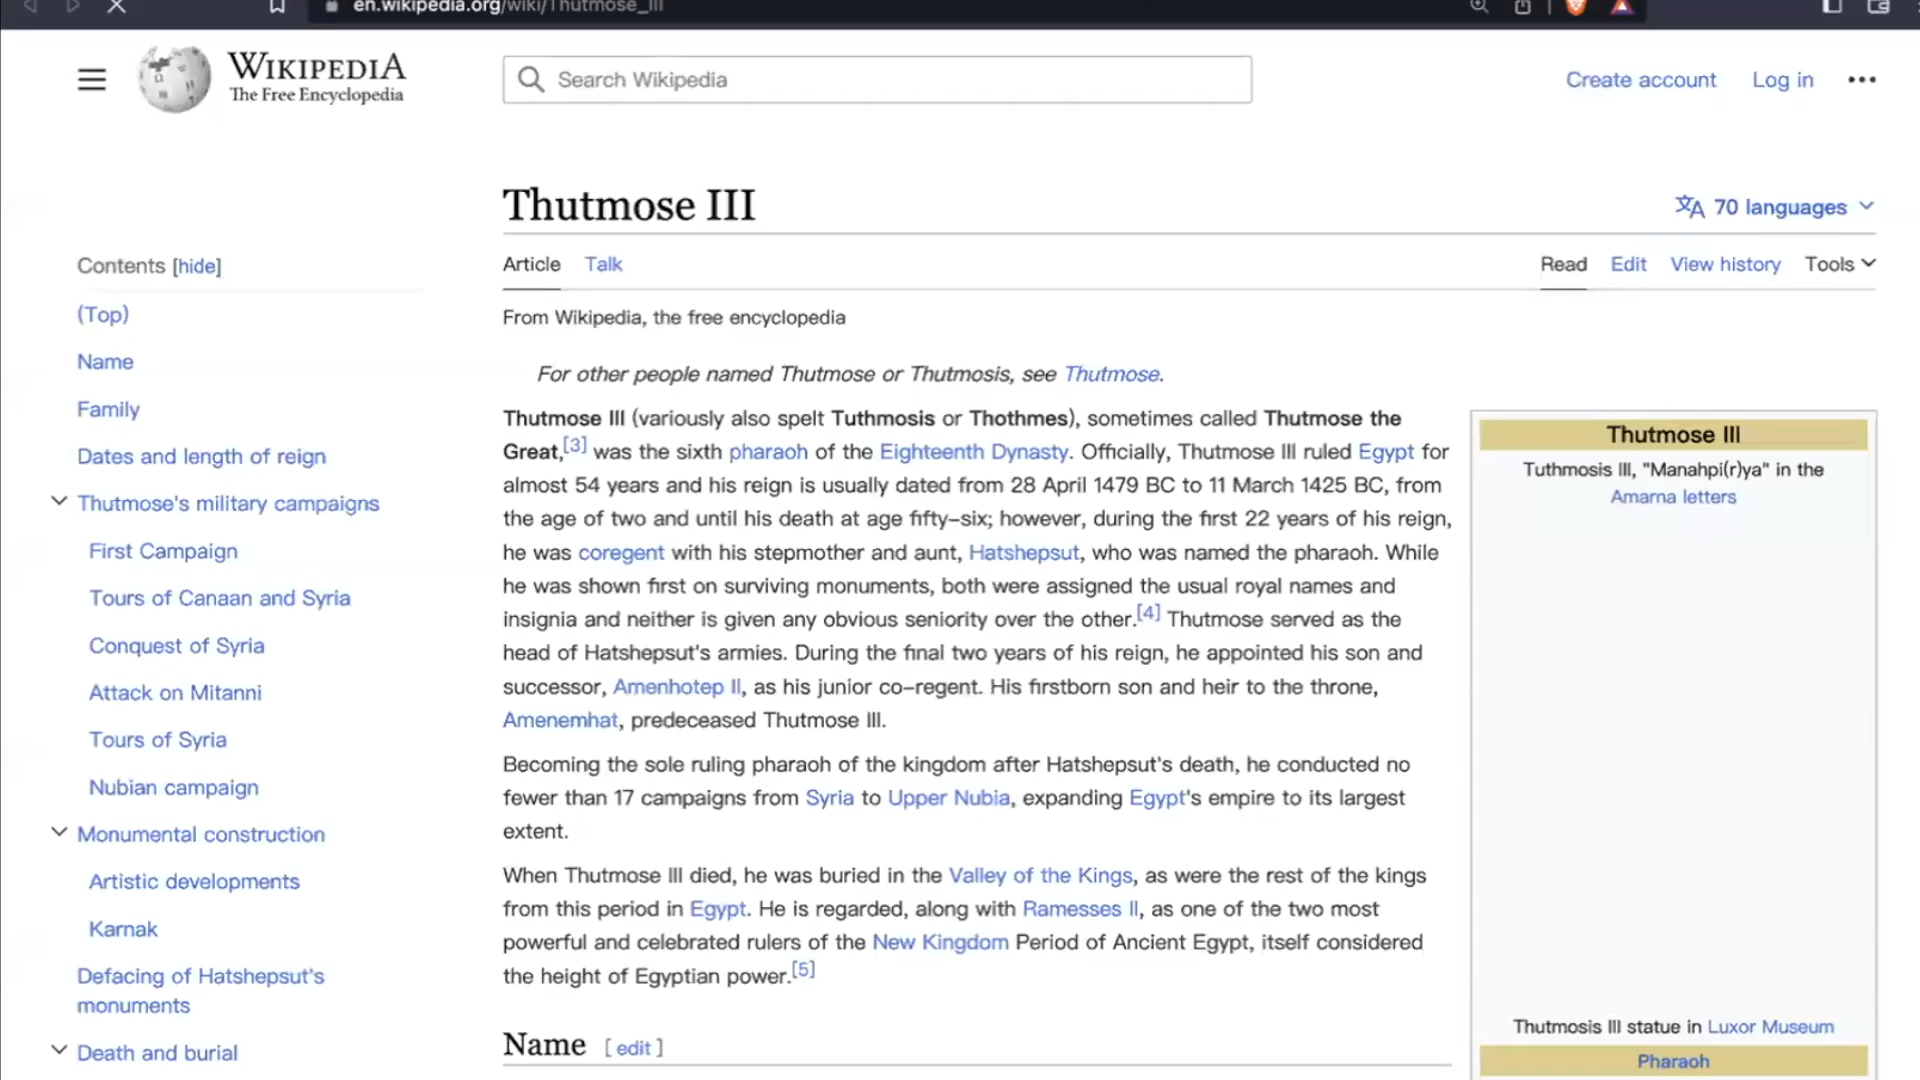 en.wikipedia.org/wiki/Thutmose_III
WIKIPEDIA
The Free Encyclopedia
Search Wikipedia
Create account
Log in
Thutmose III
70 languages
Contents [hide]
(Top)
Name
Family
Dates and length of reign
Thutmose's military campaigns
First Campaign
Tours of Canaan and Syria
Conquest of Syria
Attack on Mitanni
Tours of Syria
Nubian campaign
Monumental construction
Artistic developments
Karnak
Defacing of Hatshepsut's
monuments
Death and burial
Article Talk
Read Edit View history Tools
From Wikipedia, the free encyclopedia
For other people named Thutmose or Thutmosis, see Thutmose.
Thutmose III (variously also spelt Tuthmosis or Thothmes), sometimes called Thutmose the
Great,[3] was the sixth pharaoh of the Eighteenth Dynasty. Officially, Thutmose III ruled Egypt for
almost 54 years and his reign is usually dated from 28 April 1479 BC to 11 March 1425 BC, from
the age of two and until his death at age fifty-six; however, during the first 22 years of his reign,
he was coregent with his stepmother and aunt, Hatshepsut, who was named the pharaoh. While
he was shown first on surviving monuments, both were assigned the usual royal names and
insignia and neither is given any obvious seniority over the other.[4] Thutmose served as the
head of Hatshepsut's armies. During the final two years of his reign, he appointed his son and
successor, Amenhotep II, as his junior co-regent. His firstborn son and heir to the throne,
Amenemhat, predeceased Thutmose III.
Becoming the sole ruling pharaoh of the kingdom after Hatshepsut's death, he conducted no
fewer than 17 campaigns from Syria to Upper Nubia, expanding Egypt's empire to its largest
extent.
When Thutmose III died, he was buried in the Valley of the Kings, as were the rest of the kings
from this period in Egypt. He is regarded, along with Ramesses II, as one of the two most
powerful and celebrated rulers of the New Kingdom Period of Ancient Egypt, itself considered
the height of Egyptian power.[5]
Name [ edit ]
Thutmose III
Tuthmosis III, "Manahpi(r)ya" in the
Amarna letters
Thutmosis III statue in Luxor Museum
Pharaoh